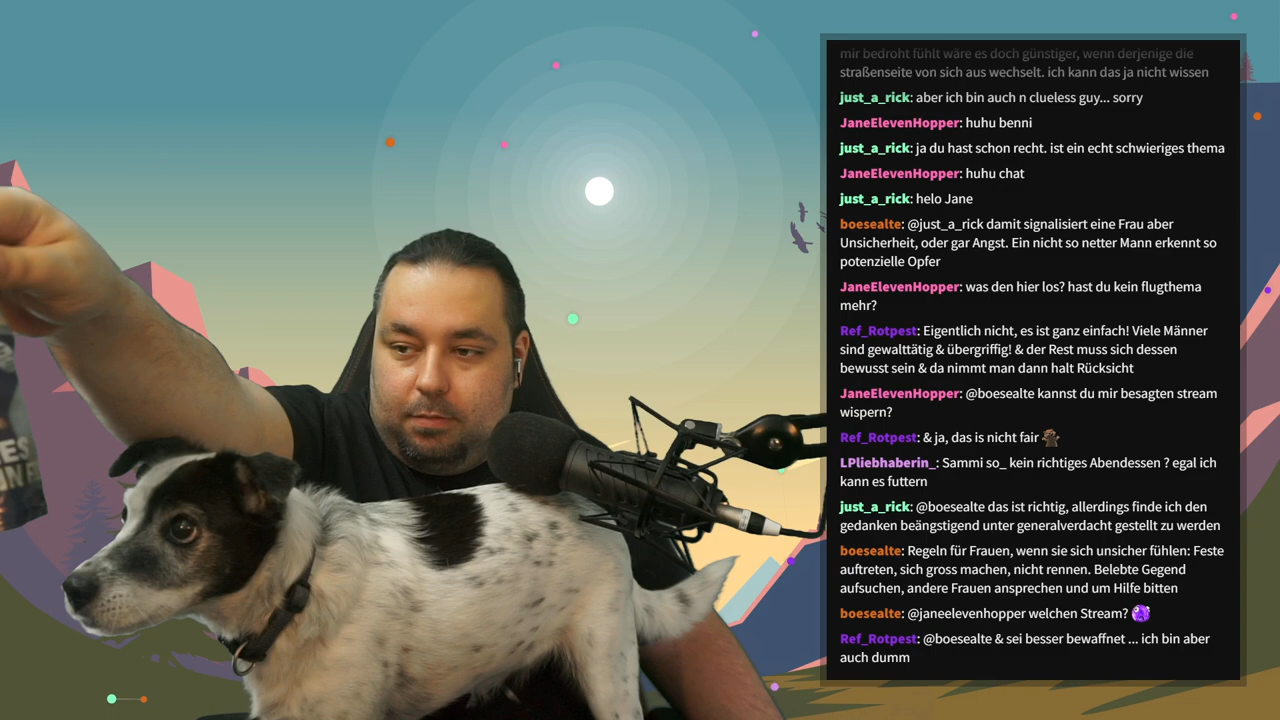 mir bedroht fühlt wäre es doch günstiger, wenn derjenige die
straßenseite von sich aus wechselt. ich kann das ja nicht wissen
just_a_rick: aber ich bin auch n clueless guy... sorry
JaneElevenHopper: huhu benni
just_a_rick: ja du hast schon recht. ist ein echt schwieriges thema
JaneElevenHopper: huhu chat
just_a_rick: helo Jane
boesealte: @just_a_rick damit signalisiert eine Frau aber
Unsicherheit, oder gar Angst. Ein nicht so netter Mann erkennt so
potenzielle Opfer
JaneElevenHopper: was den hier los? hast du kein flugthema
mehr?
Ref_Rotpest: Eigentlich nicht, es ist ganz einfach! Viele Männer
sind gewalttätig & übergriffig! & der Rest muss sich dessen
bewusst sein & da nimmt man dann halt Rücksicht
JaneElevenHopper: @boesealte kannst du mir besagten stream
wispern?
Ref_Rotpest: & ja, das is nicht fair
LPliebhaberin_: Sammi so_ kein richtiges Abendessen ? egal ich
kann es futtern
just_a_rick: @boesealte das ist richtig, allerdings finde ich den
gedanken beängstigend unter generalverdacht gestellt zu werden
boesealte: Regeln für Frauen, wenn sie sich unsicher fühlen: Feste
auftreten, sich gross machen, nicht rennen. Belebte Gegend
aufsuchen, andere Frauen ansprechen und um Hilfe bitten
boesealte: @janeelevenhopper welchen Stream?
Ref_Rotpest: @boesealte & sei besser bewaffnet ... ich bin aber
auch dumm